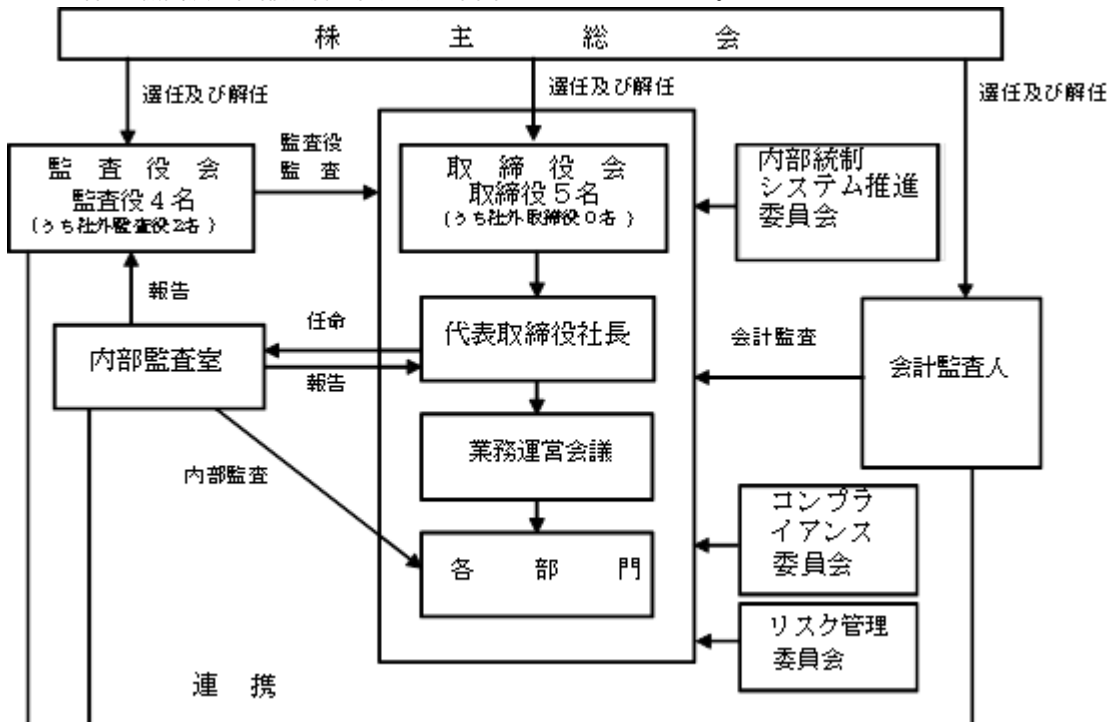 株主総会
選任及び解任
選任及び解任
選任及び解任
監査役会
監査役４名
(うち社外監査役2名)
監査役
監査
取締役会
取締役５名
(うち社外取締役０名)
内部統制
システム推進
委員会
報告
内部監査室
任命
報告
代表取締役社長
会計監査
会計監査人
業務運営会議
内部監査
各部門
コンプラ
イアンス
委員会
リスク管理
委員会
連携